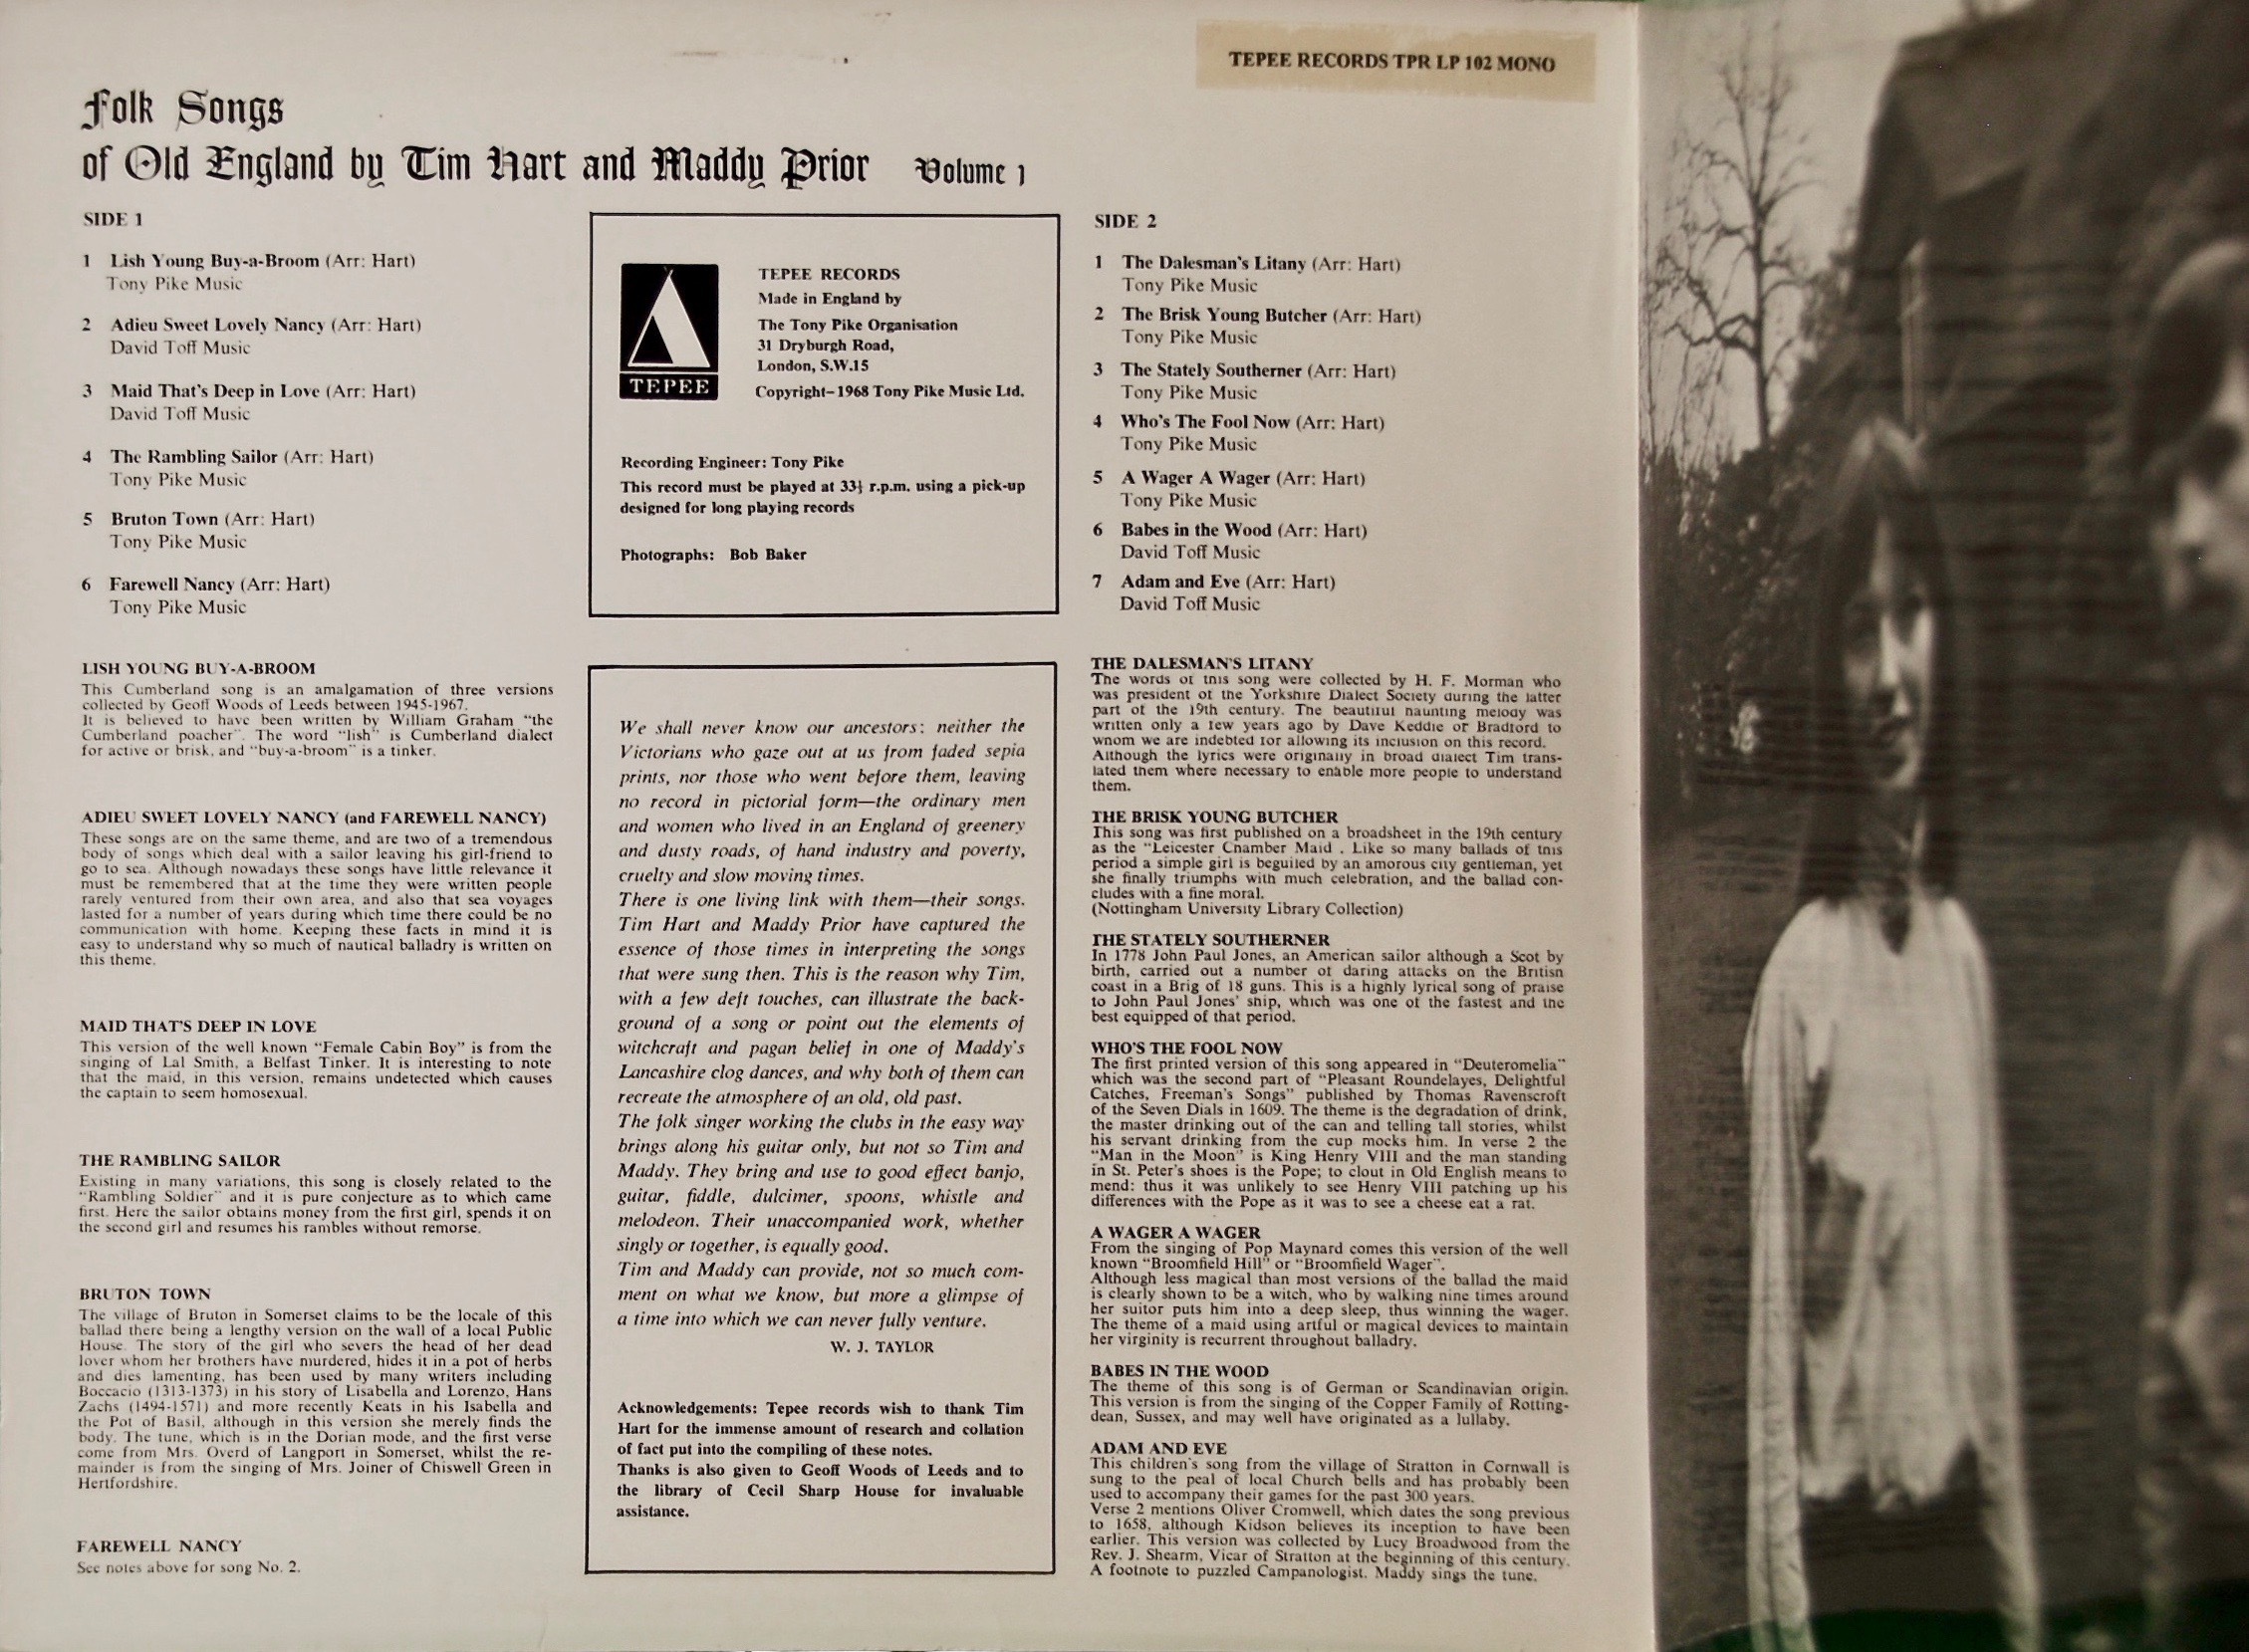 TEPEE RECORDS TPR LP 102 MONO
Folk Songs
of Old England by Tim Hart and Maddy Prior Volume 1
SIDE 1
1 Lish Young Buy-a-Broom (Arr: Hart)
Tony Pike Music
2 Adieu Sweet Lovely Nancy (Arr: Hart)
David Toff Music
3 Maid That's Deep in Love (Arr: Hart)
David Toff Music
4 The Rambling Sailor (Arr: Hart)
Tony Pike Music
5 Bruton Town (Arr: Hart)
Tony Pike Music
6 Farewell Nancy (Arr: Hart)
Tony Pike Music
LISH YOUNG BUY-A-BROOM
This Cumberland song is an amalgamation of three versions
collected by Geoff Woods of Leeds between 1945-1967.
It is believed to have been written by William Graham "the
Cumberland poacher". The word "lish" is Cumberland dialect
for active or brisk, and "buy-a-broom" is a tinker.
ADIEU SWEET LOVELY NANCY (and FAREWELL NANCY)
These songs are on the same theme, and are two of a tremendous
body of songs which deal with a sailor leaving his girl-friend to
go to sea. Although nowadays these songs have little relevance it
must be remembered that at the time they were written people
rarely ventured from their own area, and also that sea voyages
lasted for a number of years during which time there could be no
communication with home. Keeping these facts in mind it is
easy to understand why so much of nautical balladry is written on
this theme.
MAID THAT'S DEEP IN LOVE
This version of the well known "Female Cabin Boy" is from the
singing of Lal Smith, a Belfast Tinker. It is interesting to note
that the maid, in this version, remains undetected which causes
the captain to seem homosexual.
THE RAMBLING SAILOR
Existing in many variations, this song is closely related to the
"Rambling Soldier" and it is pure conjecture as to which came
first. Here the sailor obtains money from the first girl, spends it on
the second girl and resumes his rambles without remorse.
BRUTON TOWN
The village of Bruton in Somerset claims to be the locale of this
ballad there being a lengthy version on the wall of a local Public
House. The story of the girl who severs the head of her dead
lover whom her brothers have murdered, hides it in a pot of herbs
and dies lamenting, has been used by many writers including
Boccacio (1313-1373) in his story of Lisabella and Lorenzo, Hans
Zachs (1494-1571) and more recently Keats in his Isabella and
the Pot of Basil, although in this version she merely finds the
body. The tune, which is in the Dorian mode, and the first verse
come from Mrs. Overd of Langport in Somerset, whilst the re-
mainder is from the singing of Mrs. Joiner of Chiswell Green in
Hertfordshire.
FAREWELL NANCY
See notes above for song No. 2.
TEPEE
TEPEE RECORDS
Made in England by
The Tony Pike Organisation
31 Dryburgh Road,
London, S.W.15
Copyright–1968 Tony Pike Music Ltd.
Recording Engineer: Tony Pike
This record must be played at 33⅓ r.p.m. using a pick-up
designed for long playing records
Photographs: Bob Baker
We shall never know our ancestors: neither the
Victorians who gaze out at us from faded sepia
prints, nor those who went before them, leaving
no record in pictorial form—the ordinary men
and women who lived in an England of greenery
and dusty roads, of hand industry and poverty,
cruelty and slow moving times.
There is one living link with them—their songs.
Tim Hart and Maddy Prior have captured the
essence of those times in interpreting the songs
that were sung then. This is the reason why Tim,
with a few deft touches, can illustrate the back-
ground of a song or point out the elements of
witchcraft and pagan belief in one of Maddy's
Lancashire clog dances, and why both of them can
recreate the atmosphere of an old, old past.
The folk singer working the clubs in the easy way
brings along his guitar only, but not so Tim and
Maddy. They bring and use to good effect banjo,
guitar, fiddle, dulcimer, spoons, whistle and
melodeon. Their unaccompanied work, whether
singly or together, is equally good.
Tim and Maddy can provide, not so much com-
ment on what we know, but more a glimpse of
a time into which we can never fully venture.
W. J. TAYLOR
Acknowledgements: Tepee records wish to thank Tim
Hart for the immense amount of research and collation
of fact put into the compiling of these notes.
Thanks is also given to Geoff Woods of Leeds and to
the library of Cecil Sharp House for invaluable
assistance.
SIDE 2
1 The Dalesman's Litany (Arr: Hart)
Tony Pike Music
2 The Brisk Young Butcher (Arr: Hart)
Tony Pike Music
3 The Stately Southerner (Arr: Hart)
Tony Pike Music
4 Who's The Fool Now (Arr: Hart)
Tony Pike Music
5 A Wager A Wager (Arr: Hart)
Tony Pike Music
6 Babes in the Wood (Arr: Hart)
David Toff Music
7 Adam and Eve (Arr: Hart)
David Toff Music
THE DALESMAN'S LITANY
The words of this song were collected by H. F. Morman who
was president of the Yorkshire Dialect Society during the latter
part of the 19th century. The beautiful haunting melody was
written only a few years ago by Dave Keddie of Bradford to
whom we are indebted for allowing its inclusion on this record.
Although the lyrics were originally in broad dialect Tim trans-
lated them where necessary to enable more people to understand
them.
THE BRISK YOUNG BUTCHER
This song was first published on a broadsheet in the 19th century
as the "Leicester Chamber Maid . Like so many ballads of this
period a simple girl is beguiled by an amorous city gentleman, yet
she finally triumphs with much celebration, and the ballad con-
cludes with a fine moral.
(Nottingham University Library Collection)
THE STATELY SOUTHERNER
In 1778 John Paul Jones, an American sailor although a Scot by
birth, carried out a number of daring attacks on the British
coast in a Brig of 18 guns. This is a highly lyrical song of praise
to John Paul Jones' ship, which was one of the fastest and the
best equipped of that period.
WHO'S THE FOOL NOW
The first printed version of this song appeared in "Deuteromelia"
which was the second part of "Pleasant Roundelayes, Delightful
Catches, Freeman's Songs" published by Thomas Ravenscroft
of the Seven Dials in 1609. The theme is the degradation of drink,
the master drinking out of the can and telling tall stories, whilst
his servant drinking from the cup mocks him. In verse 2 the
"Man in the Moon" is King Henry VIII and the man standing
in St. Peter's shoes is the Pope; to clout in Old English means to
mend: thus it was unlikely to see Henry VIII patching up his
differences with the Pope as it was to see a cheese eat a rat.
A WAGER A WAGER
From the singing of Pop Maynard comes this version of the well
known "Broomfield Hill" or "Broomfield Wager".
Although less magical than most versions of the ballad the maid
is clearly shown to be a witch, who by walking nine times around
her suitor puts him into a deep sleep, thus winning the wager.
The theme of a maid using artful or magical devices to maintain
her virginity is recurrent throughout balladry.
BABES IN THE WOOD
The theme of this song is of German or Scandinavian origin.
This version is from the singing of the Copper Family of Rotting-
dean, Sussex, and may well have originated as a lullaby.
ADAM AND EVE
This children's song from the village of Stratton in Cornwall is
sung to the peal of local Church bells and has probably been
used to accompany their games for the past 300 years.
Verse 2 mentions Oliver Cromwell, which dates the song previous
to 1658, although Kidson believes its inception to have been
earlier. This version was collected by Lucy Broadwood from the
Rev. J. Shearm, Vicar of Stratton at the beginning of this century.
A footnote to puzzled Campanologist. Maddy sings the tune.